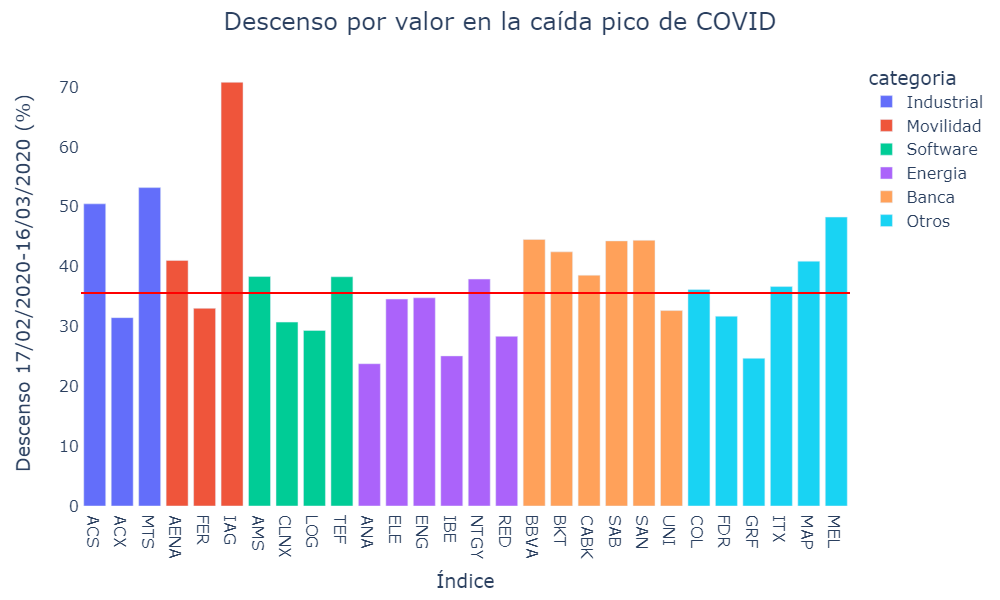 Descenso por valor en la caída pico de COVID
categoria
Industrial
Movilidad
Software
Energia
Banca
Otros
Descenso 17/02/2020-16/03/2020 (%)
70
60
50
40
30
20
10
0
ACS
ACX
MTS
AENA
FER
IAG
AMS
CLNX
LOG
TEF
ANA
ELE
ENG
IBE
NTGY
RED
BBVA
BKT
CABK
SAB
SAN
UNI
COL
FDR
GRF
ITX
MAP
MEL
Índice